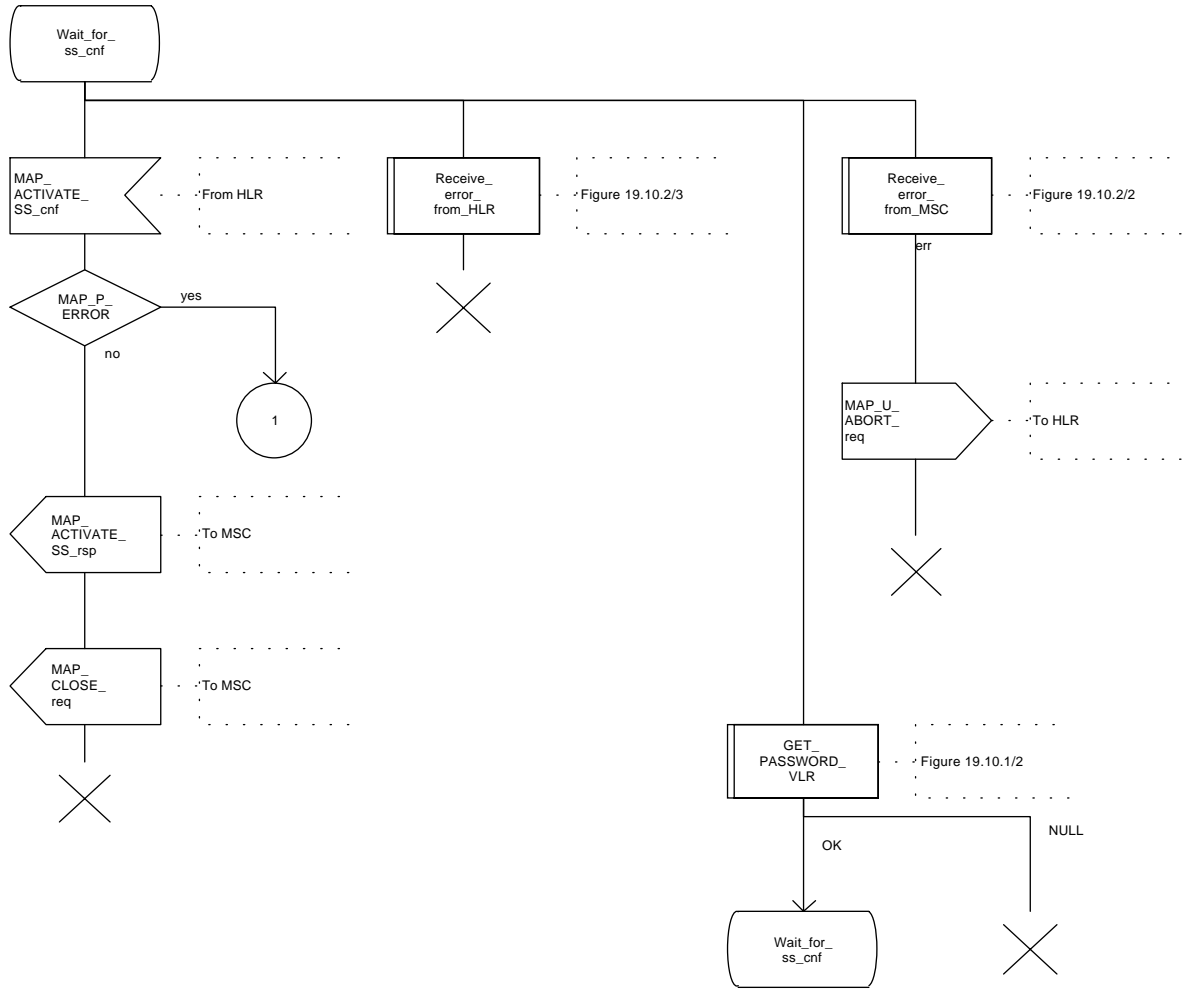 Wait_for_
ss_cnf
MAP_
ACTIVATE_
SS_cnf
From HLR
Receive_
error_
from_HLR
Figure 19.10.2/3
Receive_
error_
from_MSC
Figure 19.10.2/2
err
MAP_P_
ERROR
yes
no
1
MAP_U_
ABORT_
req
To HLR
MAP_
ACTIVATE_
SS_rsp
To MSC
MAP_
CLOSE_
req
To MSC
GET_
PASSWORD_
VLR
Figure 19.10.1/2
OK
NULL
Wait_for_
ss_cnf